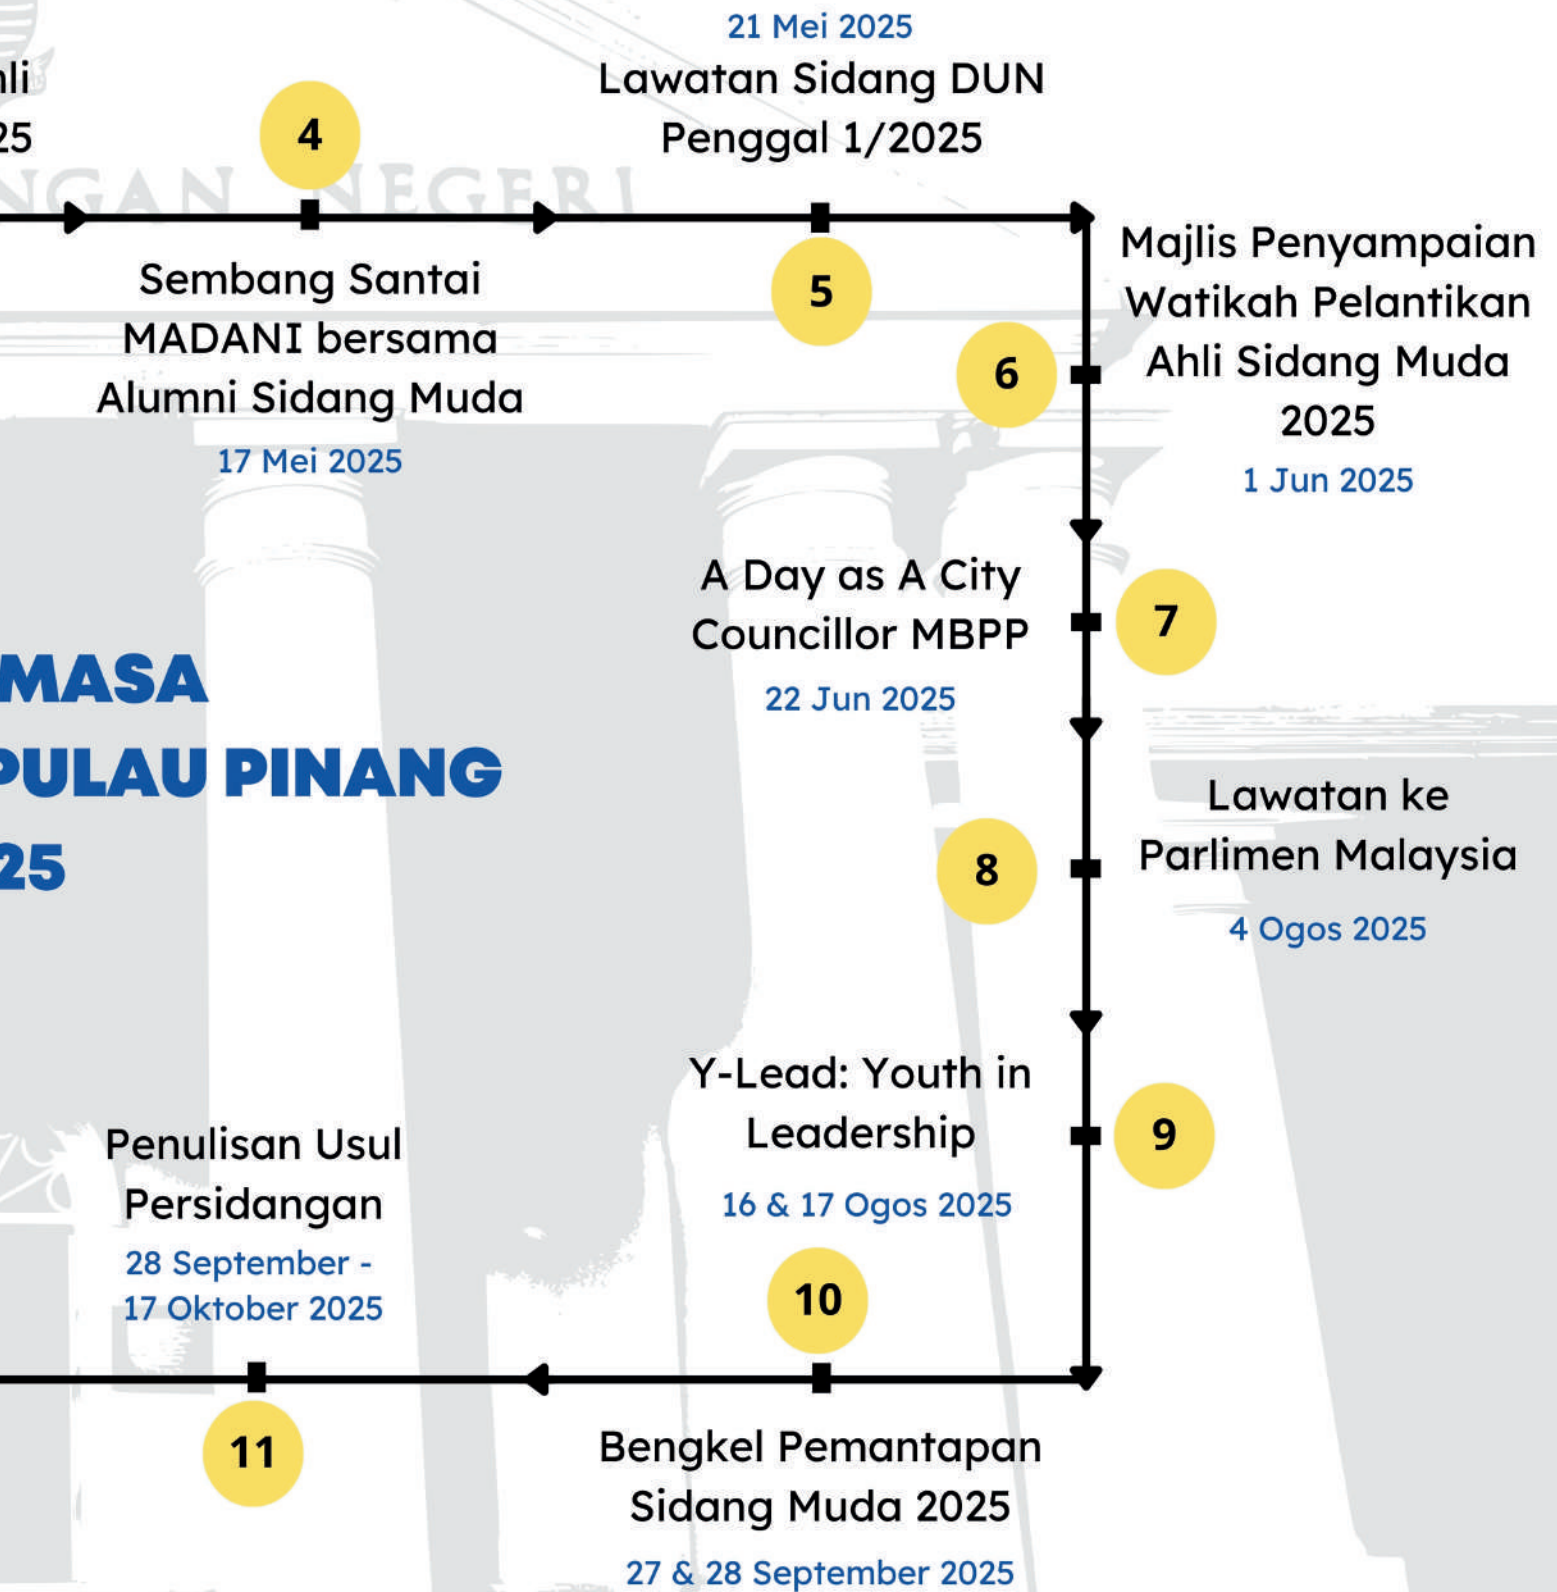 21 Mei 2025
Lawatan Sidang DUN
Penggal 1/2025
25
4
NEGERI
5
Sembang Santai
MADANI bersama
Alumni Sidang Muda
17 Mei 2025
Majlis Penyampaian
Watikah Pelantikan
Ahli Sidang Muda
2025
1 Jun 2025
6
A Day as A City
Councillor MBPP
22 Jun 2025
7
MASA
PULAU PINANG
25
Lawatan ke
Parlimen Malaysia
4 Ogos 2025
8
Y-Lead: Youth in
Leadership
16 & 17 Ogos 2025
9
Penulisan Usul
Persidangan
28 September -
17 Oktober 2025
10
11
Bengkel Pemantapan
Sidang Muda 2025
27 & 28 September 2025